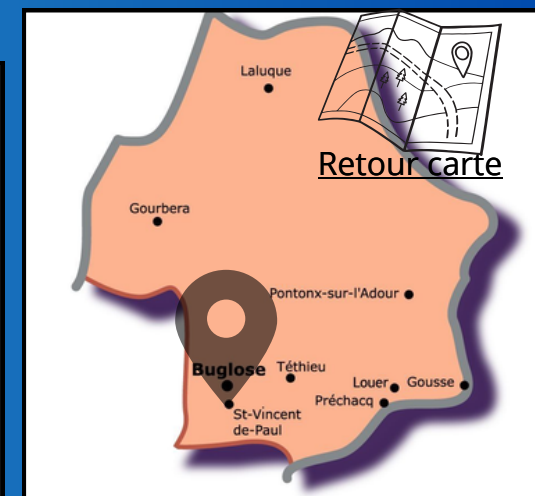 Laluque
Retour carte
Gourbera
Pontonx-sur-l'Adour
Buglose
Téthieu
Louer
Gousse
Préchacq
St-Vincent
de-Paul